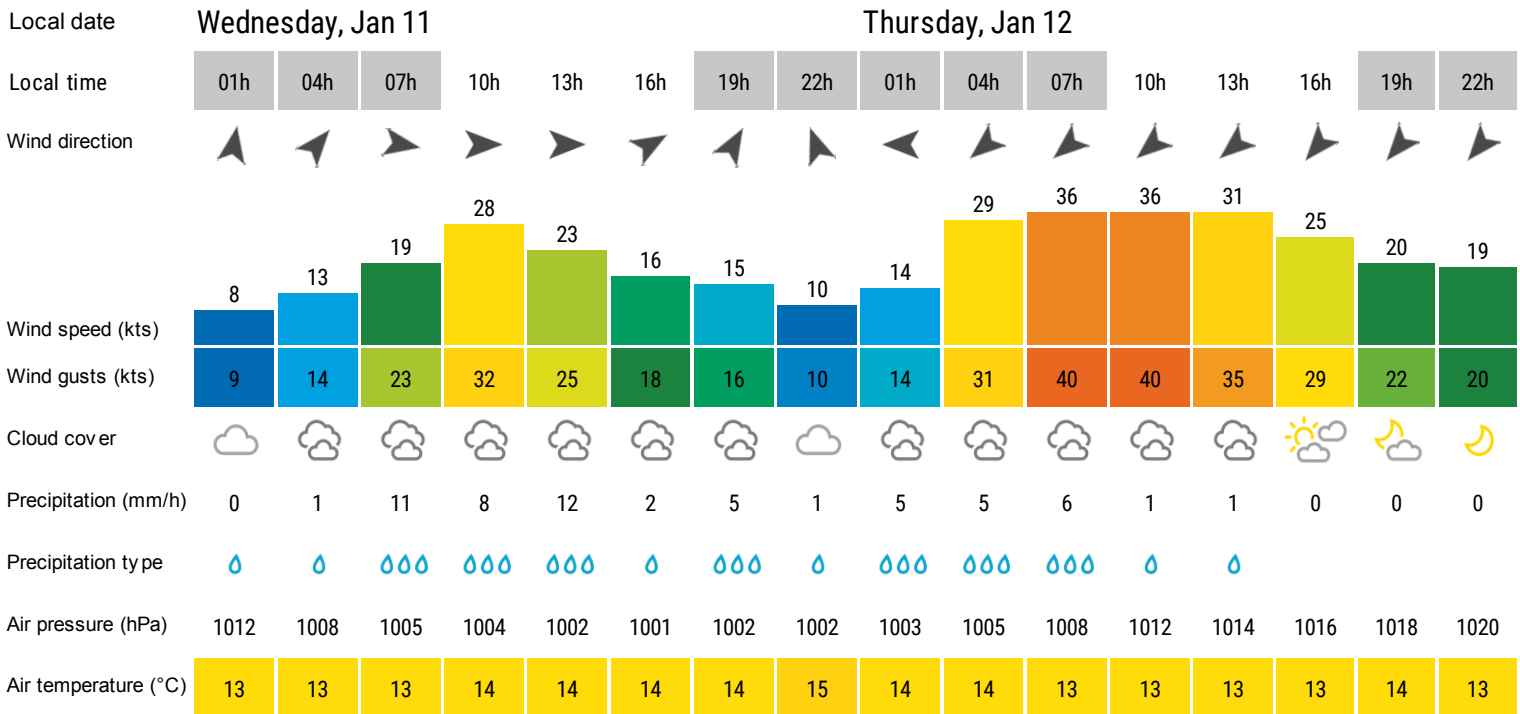 Local date Wednesday, Jan 11 Thursday, Jan 12
Local time 01h 04h 07h 10h 13h 16h 19h 22h 01h 04h 07h 10h 13h 16h 19h 22h
Wind direction
Wind speed (kts) 8 13 19 28 23 16 15 10 14 29 36 36 31 25 20 19
Wind gusts (kts) 9 14 23 32 25 18 16 10 14 31 40 40 35 29 22 20
Cloud cover
Precipitation (mm/h) 0 1 11 8 12 2 5 1 5 5 6 1 1 0 0 0
Precipitation type
Air pressure (hPa) 1012 1008 1005 1004 1002 1001 1002 1002 1003 1005 1008 1012 1014 1016 1018 1020
Air temperature (°C) 13 13 13 14 14 14 14 15 14 14 13 13 13 13 14 13